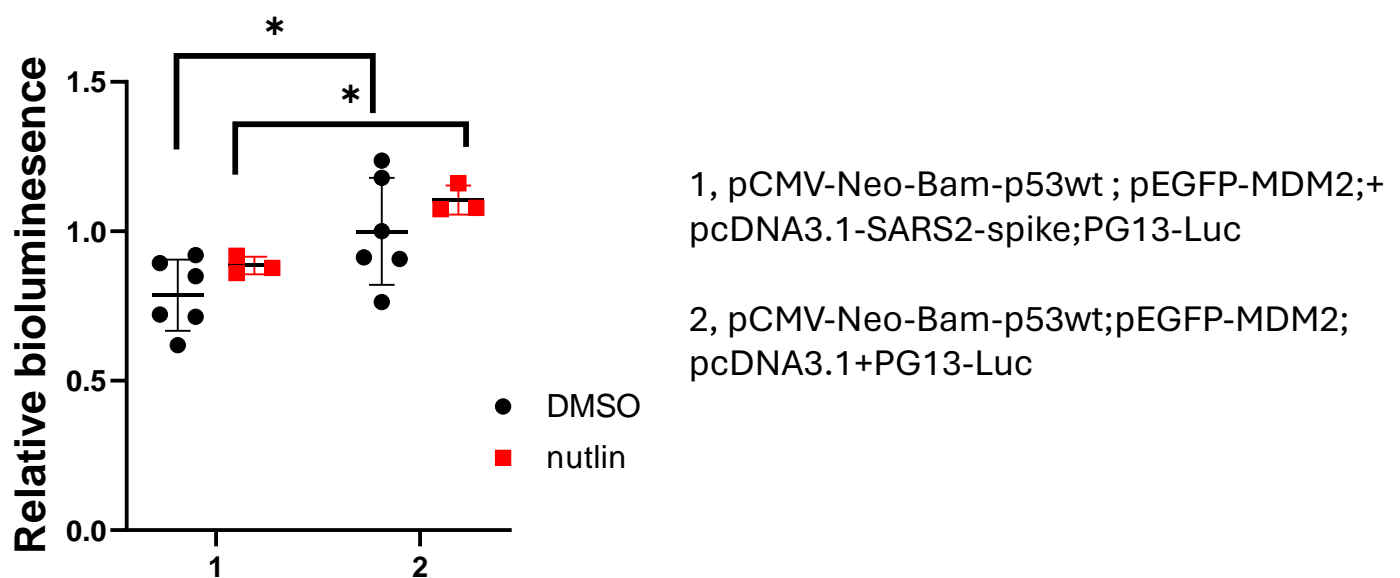 *
*
Relative bioluminesence
1.5
1.0
0.5
0.0
1
2
DMSO
nutlin
1, pCMV-Neo-Bam-p53wt ; pEGFP-MDM2;+
pcDNA3.1-SARS2-spike;PG13-Luc
2, pCMV-Neo-Bam-p53wt;pEGFP-MDM2;
pcDNA3.1+PG13-Luc